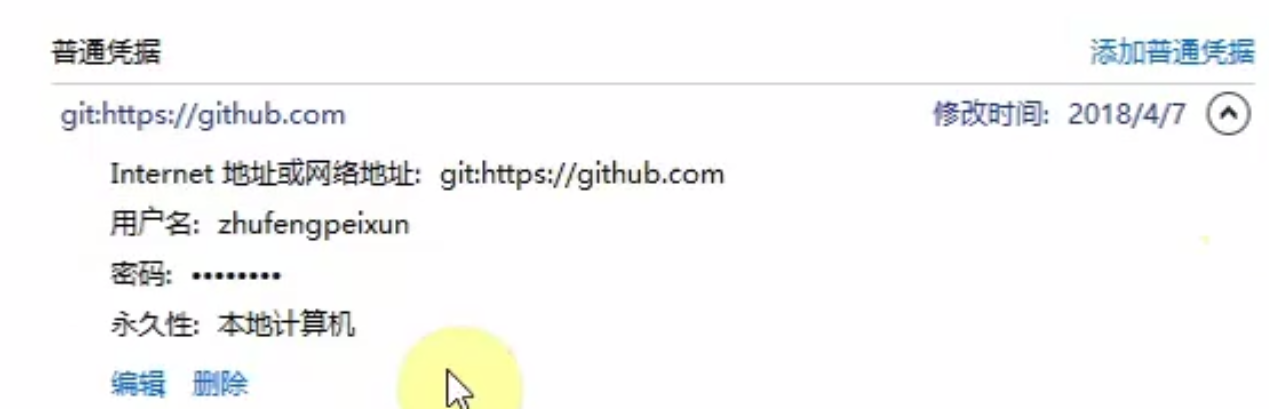 普通凭据 添加普通凭据
git:https://github.com 修改时间: 2018/4/7
Internet 地址或网络地址: git:https://github.com
用户名: zhufengpeixun
密码: ••••••••
永久性: 本地计算机
编辑 删除